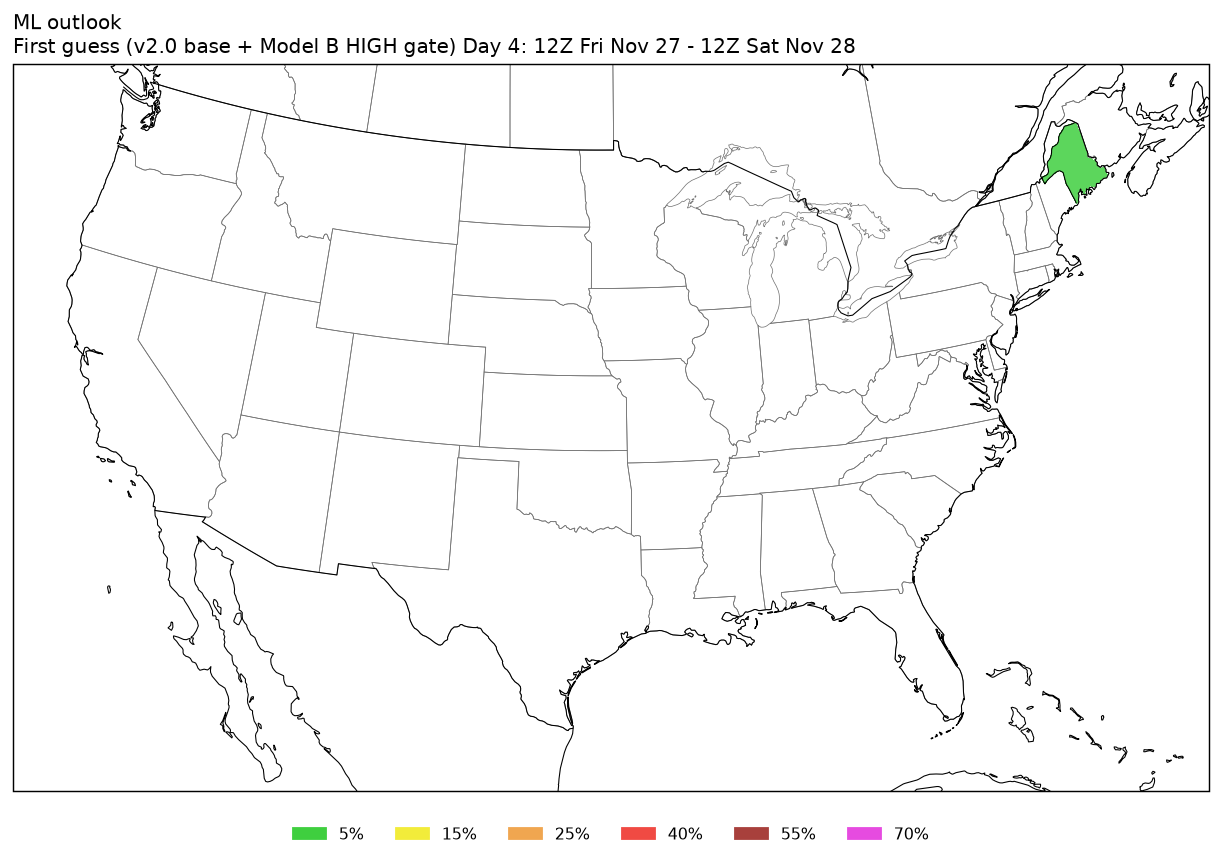 ML outlook
First guess (v2.0 base + Model B HIGH gate) Day 4: 12Z Fri Nov 27 - 12Z Sat Nov 28
5% 15% 25% 40% 55% 70%